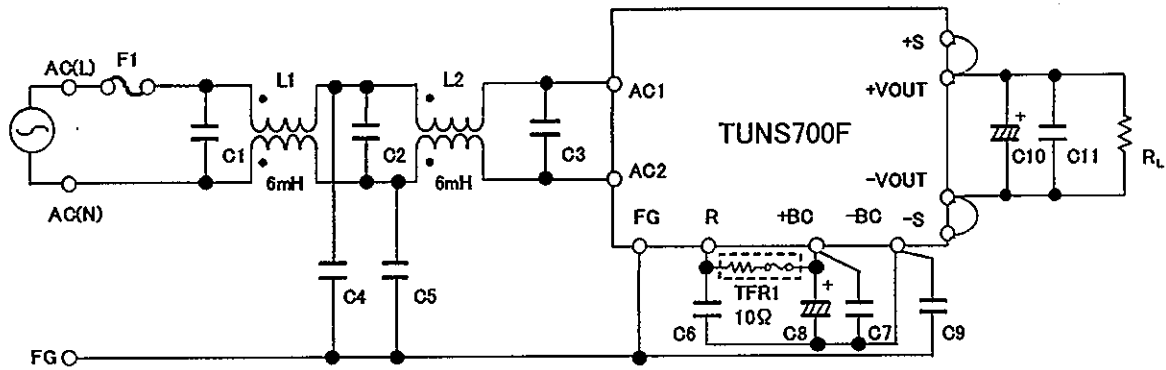 AC(L)
F1
L1
L2
AC1
AC2
TUNS700F
+S
+VOUT
-VOUT
-S
C1
6mH
C2
6mH
C3
C10
C11
RL
AC(N)
FG
R
+BC
-BC
TFR1
10Ω
C4
C5
C6
C8
C7
C9
FG